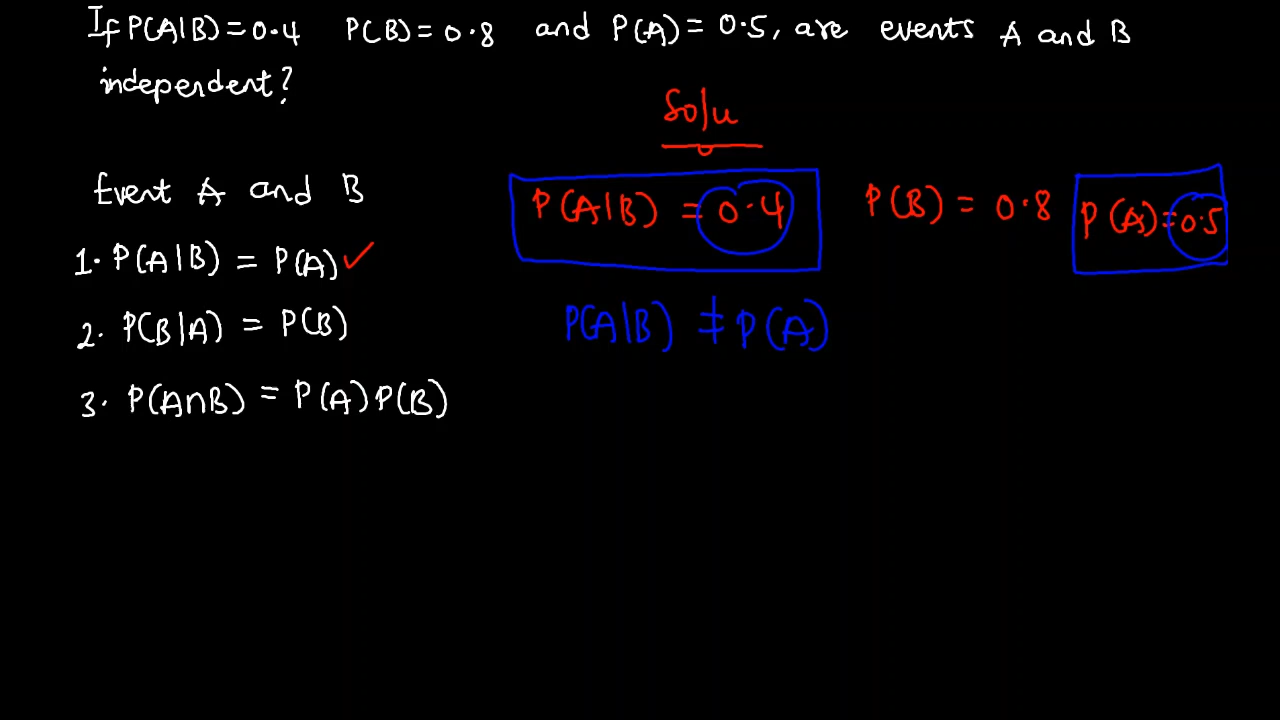 If P(A|B) = 0.4 P(B) = 0.8 and P(A) = 0.5, are events A and B
independent?
Solu
Event A and B
P(A|B) = 0.4 P(B) = 0.8 P(A) = 0.5
1. P(A|B) = P(A) ✓
2. P(B|A) = P(B)
P(A|B) ≠ P(A)
3. P(A∩B) = P(A) P(B)